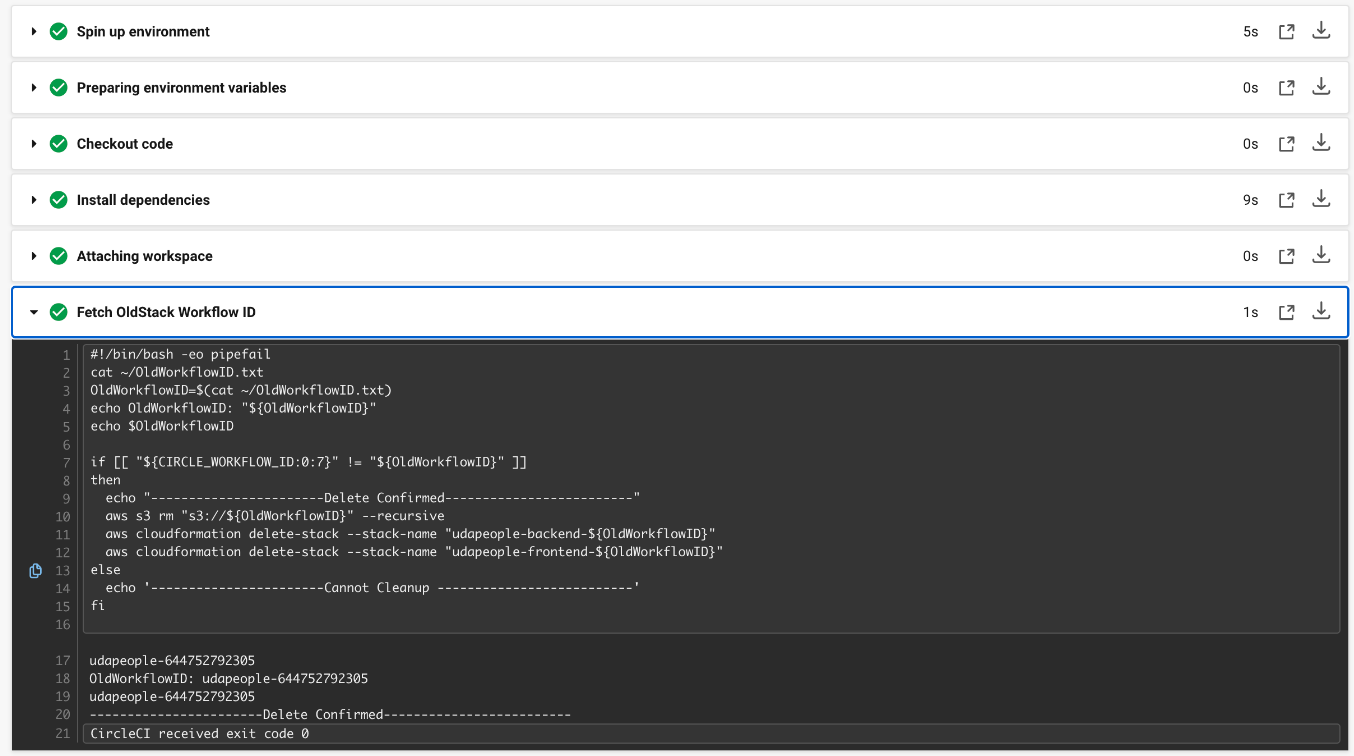 Spin up environment 5s
Preparing environment variables 0s
Checkout code 0s
Install dependencies 9s
Attaching workspace 0s
Fetch OldStack Workflow ID 1s
1 #!/bin/bash -eo pipefail
2 cat ~/OldWorkflowID.txt
3 OldWorkflowID=$(cat ~/OldWorkflowID.txt)
4 echo OldWorkflowID: "${OldWorkflowID}"
5 echo $OldWorkflowID
6
7 if [[ "${CIRCLE_WORKFLOW_ID:0:7}" != "${OldWorkflowID}" ]]
8 then
9 echo "-----------------------Delete Confirmed-------------------------"
10 aws s3 rm "s3://${OldWorkflowID}" --recursive
11 aws cloudformation delete-stack --stack-name "udapeople-backend-${OldWorkflowID}"
12 aws cloudformation delete-stack --stack-name "udapeople-frontend-${OldWorkflowID}"
13 else
14 echo '-----------------------Cannot Cleanup --------------------------'
15 fi
16
17 udapeople-644752792305
18 OldWorkflowID: udapeople-644752792305
19 udapeople-644752792305
20 -----------------------Delete Confirmed-------------------------
21 CircleCI received exit code 0